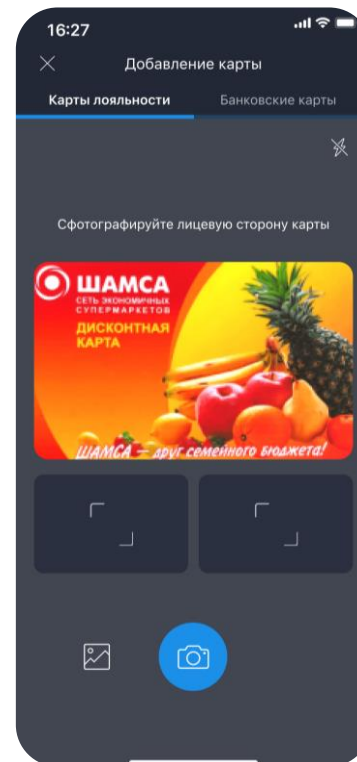 16:27
Добавление карты
Карты лояльности
Банковские карты
Сфотографируйте лицевую сторону карты
ШАМСА
СЕТЬ ЭКОНОМИЧНЫХ
СУПЕРМАРКЕТОВ
ДИСКОНТНАЯ
КАРТА
ШАМСА — друг семейного бюджета!